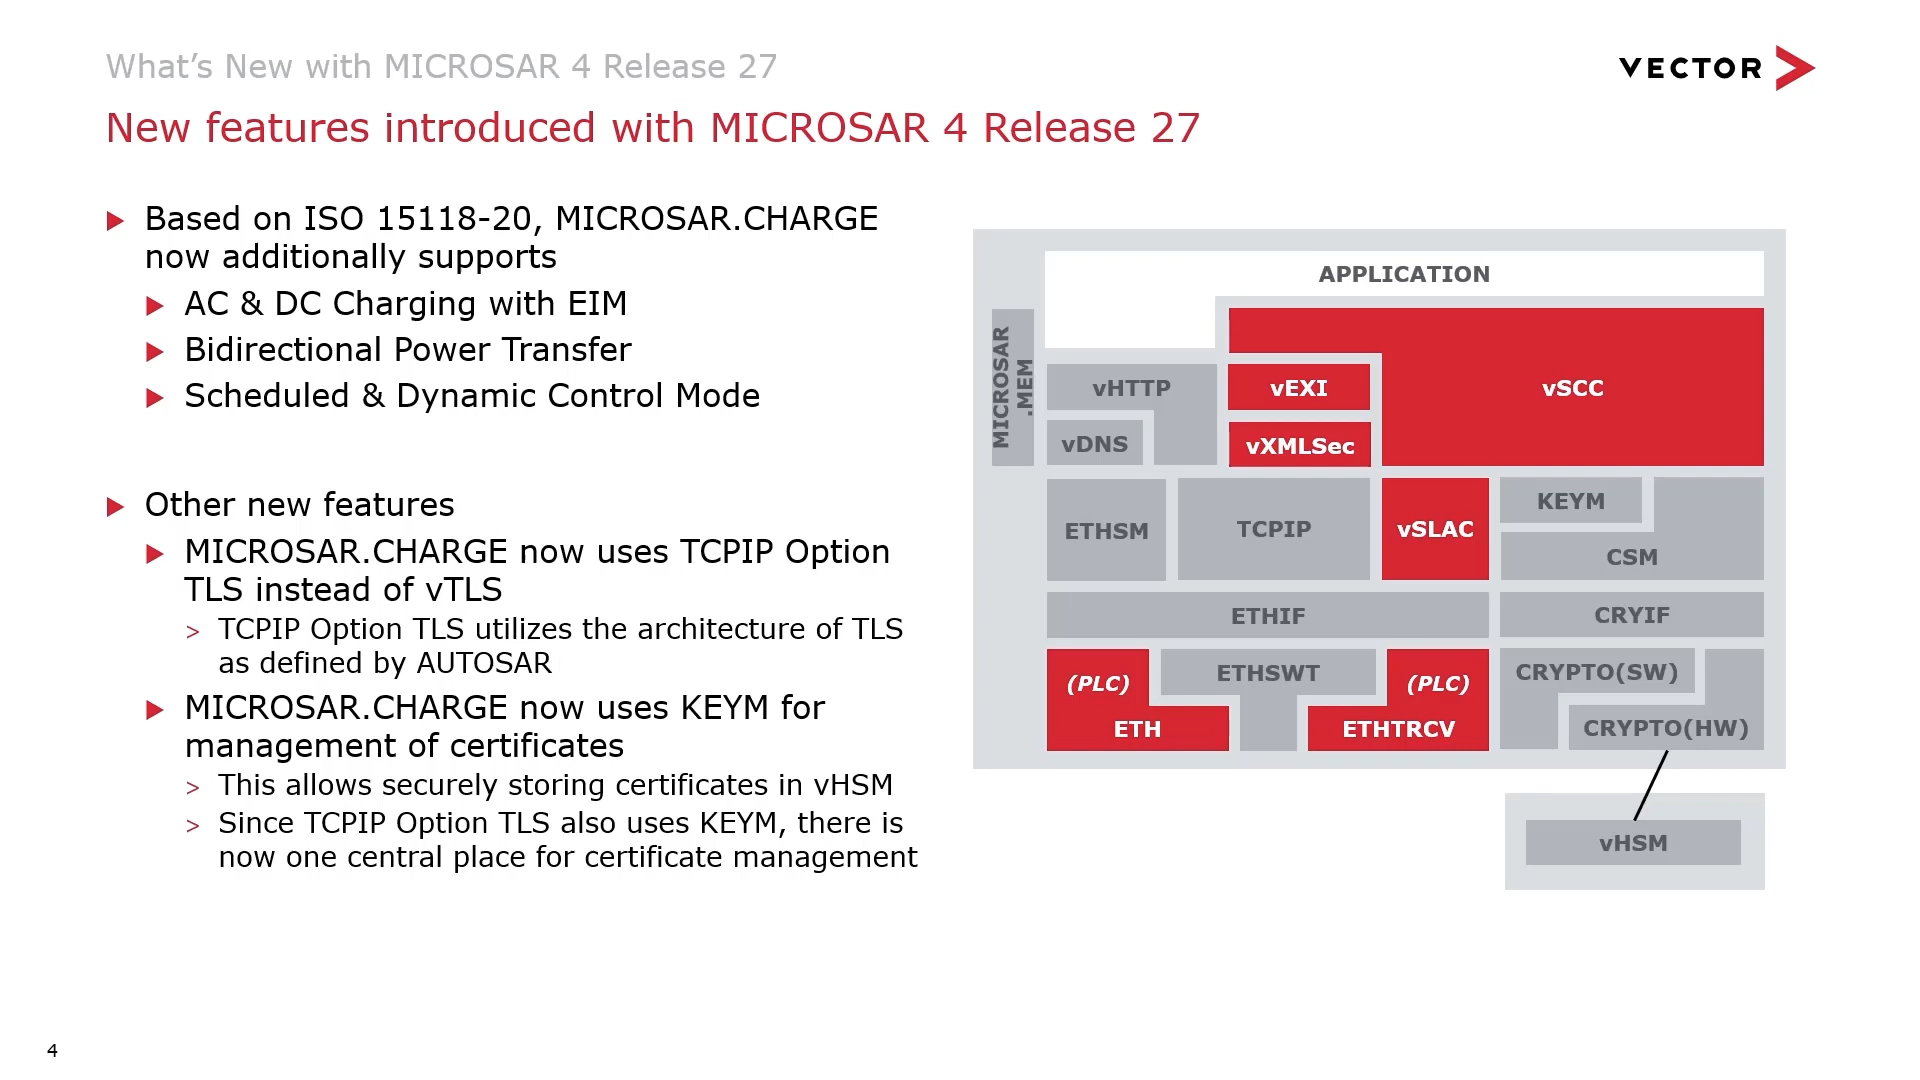 What’s New with MICROSAR 4 Release 27
VECTOR
New features introduced with MICROSAR 4 Release 27
Based on ISO 15118-20, MICROSAR.CHARGE
now additionally supports
AC & DC Charging with EIM
Bidirectional Power Transfer
Scheduled & Dynamic Control Mode
Other new features
MICROSAR.CHARGE now uses TCPIP Option
TLS instead of vTLS
> TCPIP Option TLS utilizes the architecture of TLS
as defined by AUTOSAR
MICROSAR.CHARGE now uses KEYM for
management of certificates
> This allows securely storing certificates in vHSM
> Since TCPIP Option TLS also uses KEYM, there is
now one central place for certificate management
APPLICATION
MICROSAR
.MEM
vHTTP
vEXI
vSCC
vDNS
vXMLSec
ETHSM
TCPIP
vSLAC
KEYM
CSM
ETHIF
CRYIF
(PLC)
ETHSWT
(PLC)
CRYPTO(SW)
ETH
ETHTRCV
CRYPTO(HW)
vHSM
4